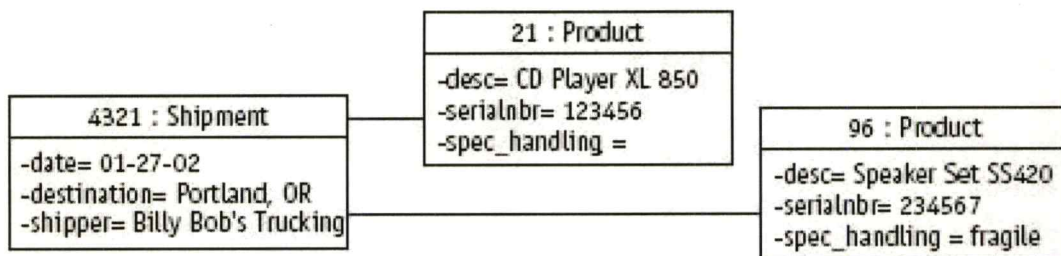 21 : Product
-desc= CD Player XL 850
-serialnbr= 123456
-spec_handling =
4321 : Shipment
-date= 01-27-02
-destination= Portland, OR
-shipper= Billy Bob's Trucking
96 : Product
-desc= Speaker Set SS420
-serialnbr= 234567
-spec_handling = fragile